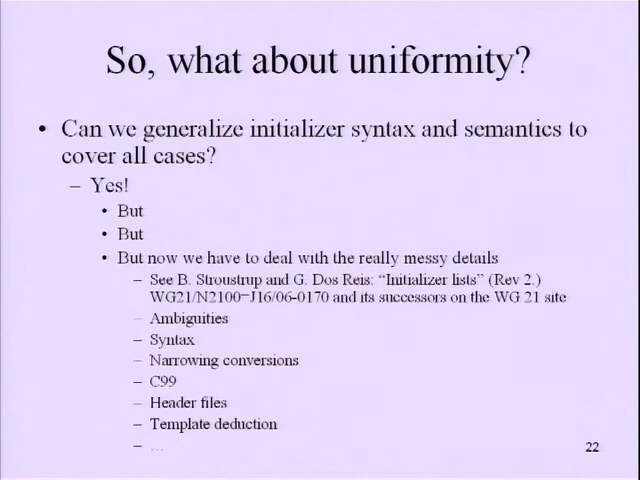 So, what about uniformity?
• Can we generalize initializer syntax and semantics to
cover all cases?
– Yes!
• But
• But
• But now we have to deal with the really messy details
– See B. Stroustrup and G. Dos Reis: “Initializer lists” (Rev 2.)
WG21/N2100=J16/06-0170 and its successors on the WG 21 site
– Ambiguities
– Syntax
– Narrowing conversions
– C99
– Header files
– Template deduction
– …
22